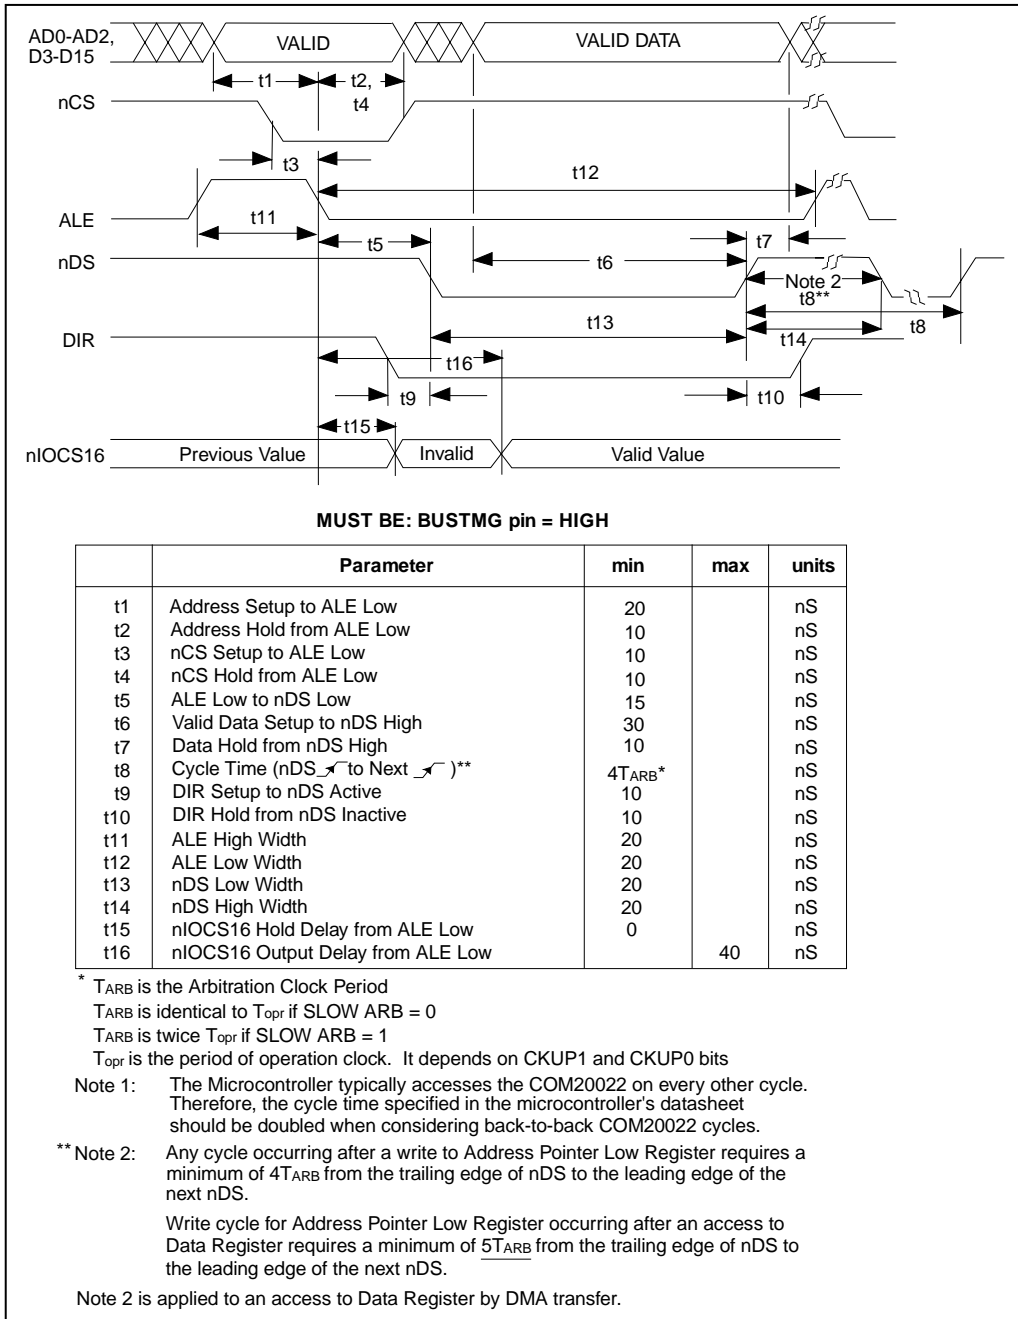 AD0-AD2,
D3-D15
VALID
VALID DATA
t1
t2,
t4
nCS
t3
t12
ALE
t11
t5
t7
nDS
t6
Note 2
t8**
t8
t13
DIR
t14
t16
t9
t10
t15
nIOCS16
Previous Value
Invalid
Valid Value
MUST BE: BUSTMG pin = HIGH
Parameter min max units
t1 Address Setup to ALE Low 20 nS
t2 Address Hold from ALE Low 10 nS
t3 nCS Setup to ALE Low 10 nS
t4 nCS Hold from ALE Low 10 nS
t5 ALE Low to nDS Low 15 nS
t6 Valid Data Setup to nDS High 30 nS
t7 Data Hold from nDS High 10 nS
t8 Cycle Time (nDS to Next )** 4TARB* nS
t9 DIR Setup to nDS Active 10 nS
t10 DIR Hold from nDS Inactive 10 nS
t11 ALE High Width 20 nS
t12 ALE Low Width 20 nS
t13 nDS Low Width 20 nS
t14 nDS High Width 20 nS
t15 nIOCS16 Hold Delay from ALE Low 0 nS
t16 nIOCS16 Output Delay from ALE Low 40 nS
* TARB is the Arbitration Clock Period
TARB is identical to Topr if SLOW ARB = 0
TARB is twice Topr if SLOW ARB = 1
Topr is the period of operation clock. It depends on CKUP1 and CKUP0 bits
Note 1: The Microcontroller typically accesses the COM20022 on every other cycle.
Therefore, the cycle time specified in the microcontroller's datasheet
should be doubled when considering back-to-back COM20022 cycles.
** Note 2: Any cycle occurring after a write to Address Pointer Low Register requires a
minimum of 4TARB from the trailing edge of nDS to the leading edge of the
next nDS.
Write cycle for Address Pointer Low Register occurring after an access to
Data Register requires a minimum of 5TARB from the trailing edge of nDS to
the leading edge of the next nDS.
Note 2 is applied to an access to Data Register by DMA transfer.